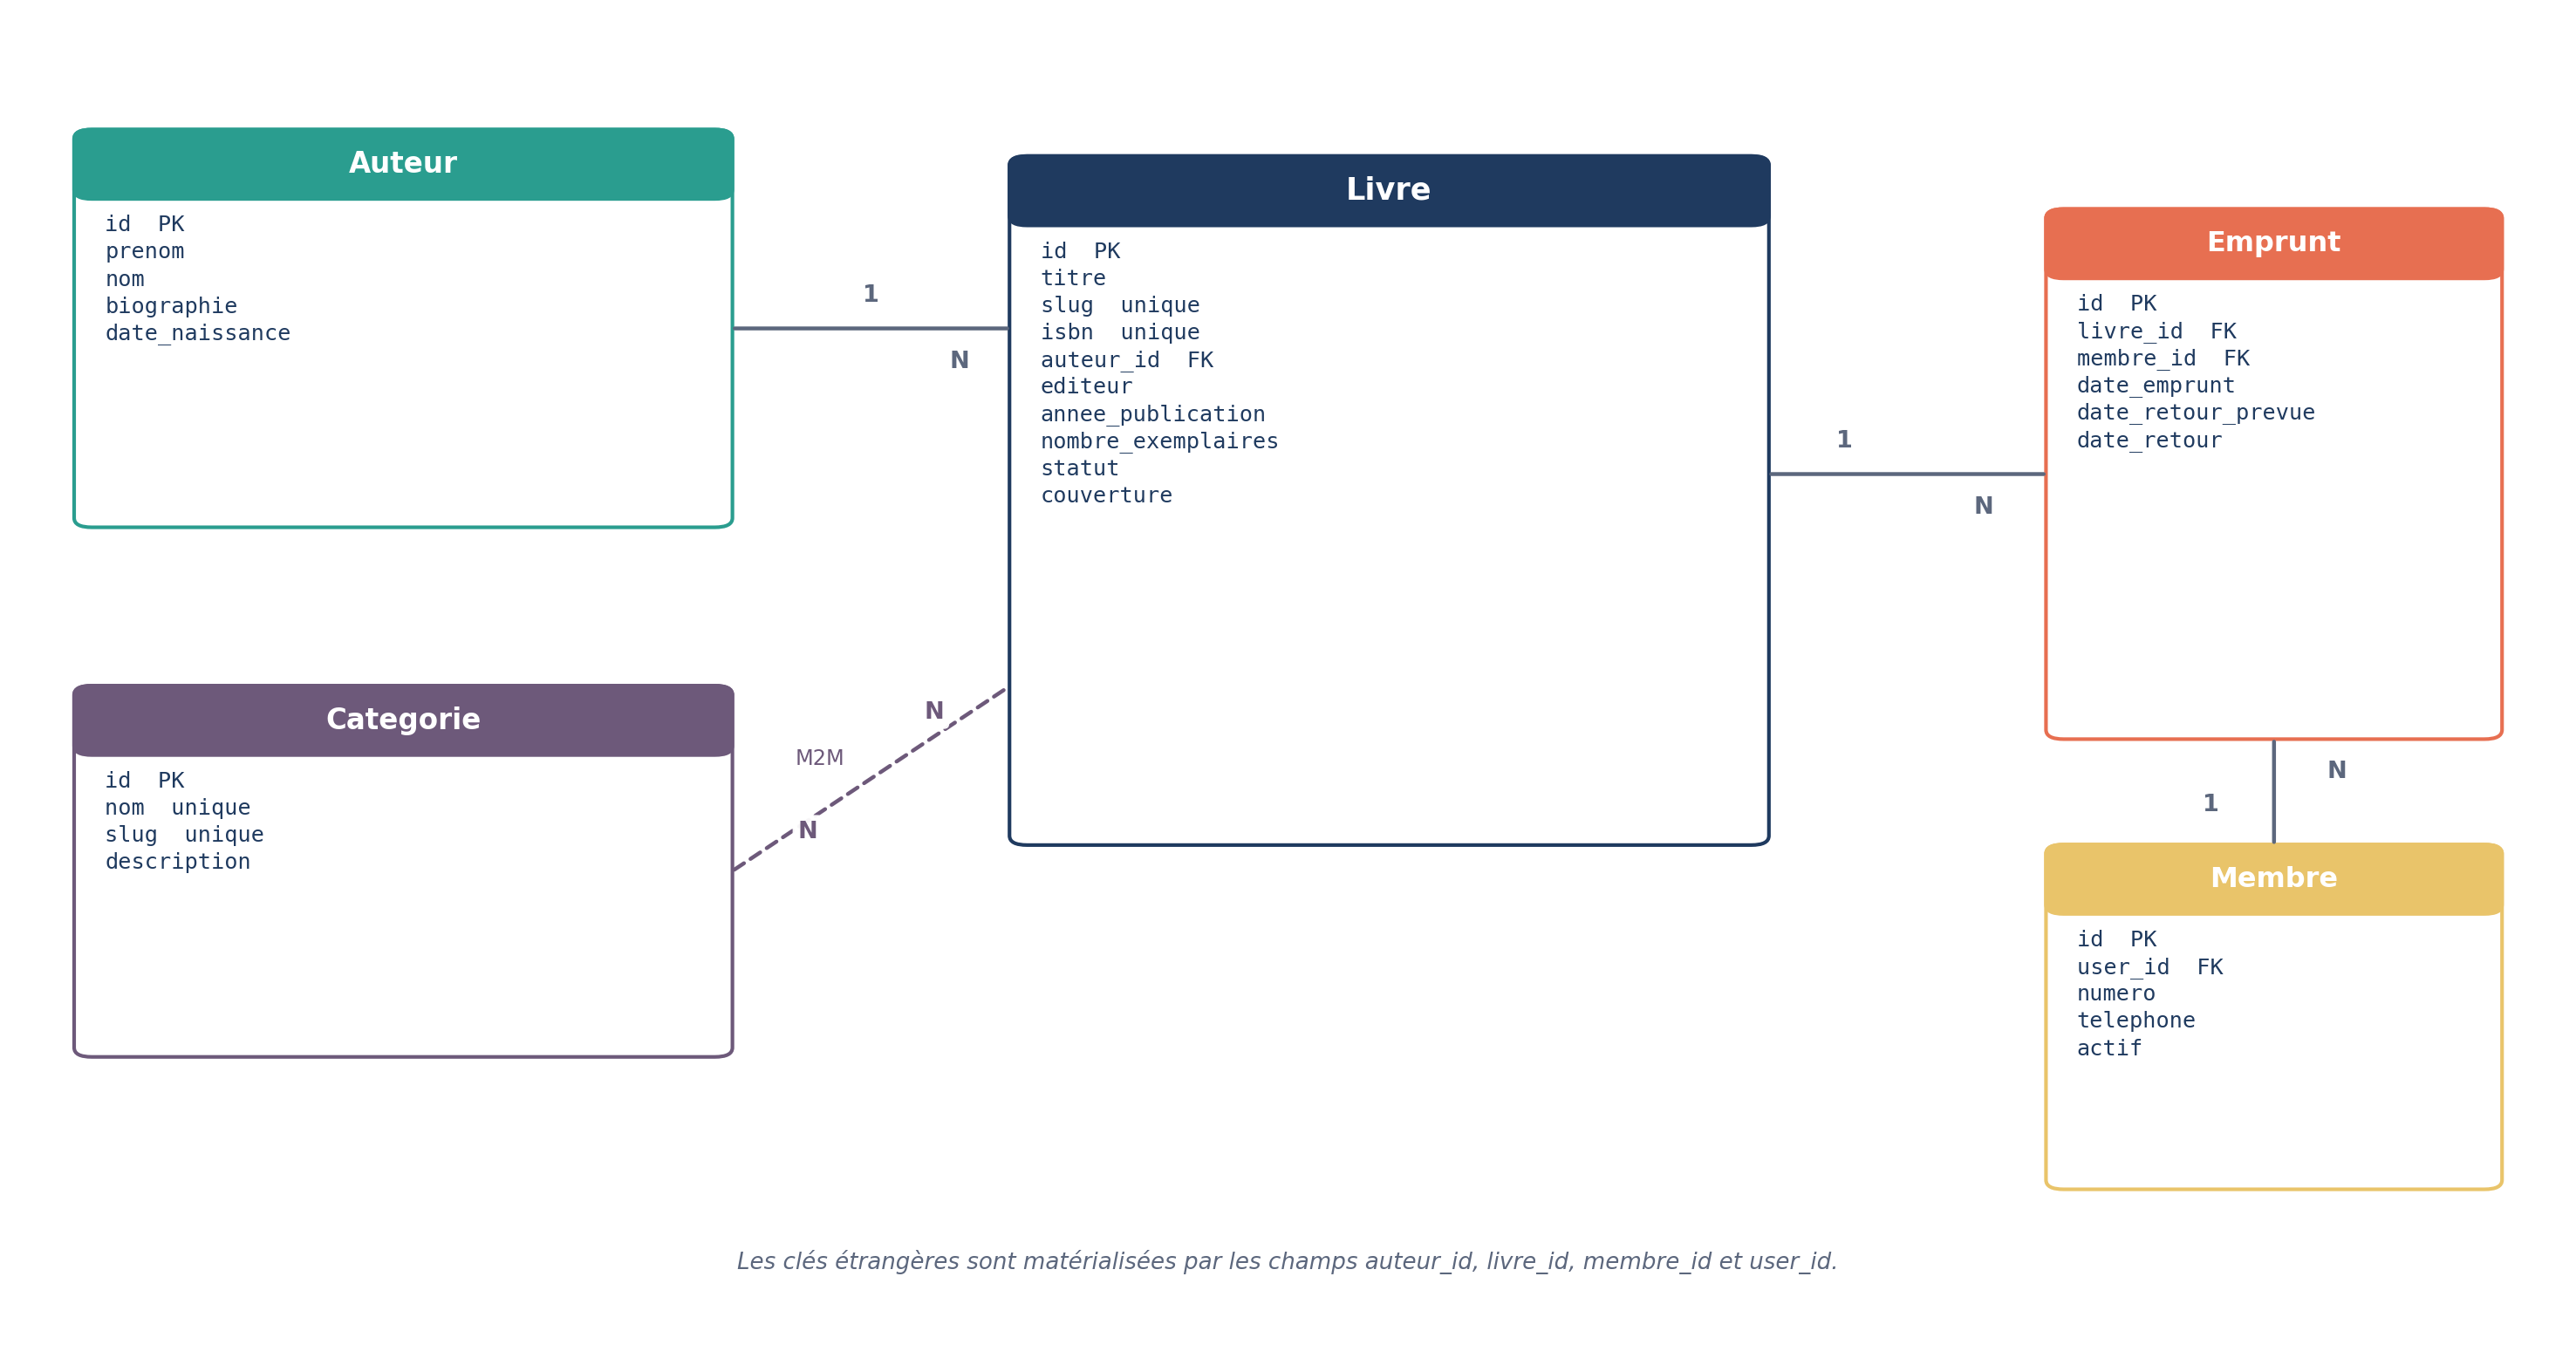 Auteur
id  PK
prenom
nom
biographie
date_naissance
1
N
Livre
id  PK
titre
slug  unique
isbn  unique
auteur_id  FK
editeur
annee_publication
nombre_exemplaires
statut
couverture
1
N
Emprunt
id  PK
livre_id  FK
membre_id  FK
date_emprunt
date_retour_prevue
date_retour
Categorie
id  PK
nom  unique
slug  unique
description
N
M2M
N
N
1
Membre
id  PK
user_id  FK
numero
telephone
actif
Les clés étrangères sont matérialisées par les champs auteur_id, livre_id, membre_id et user_id.